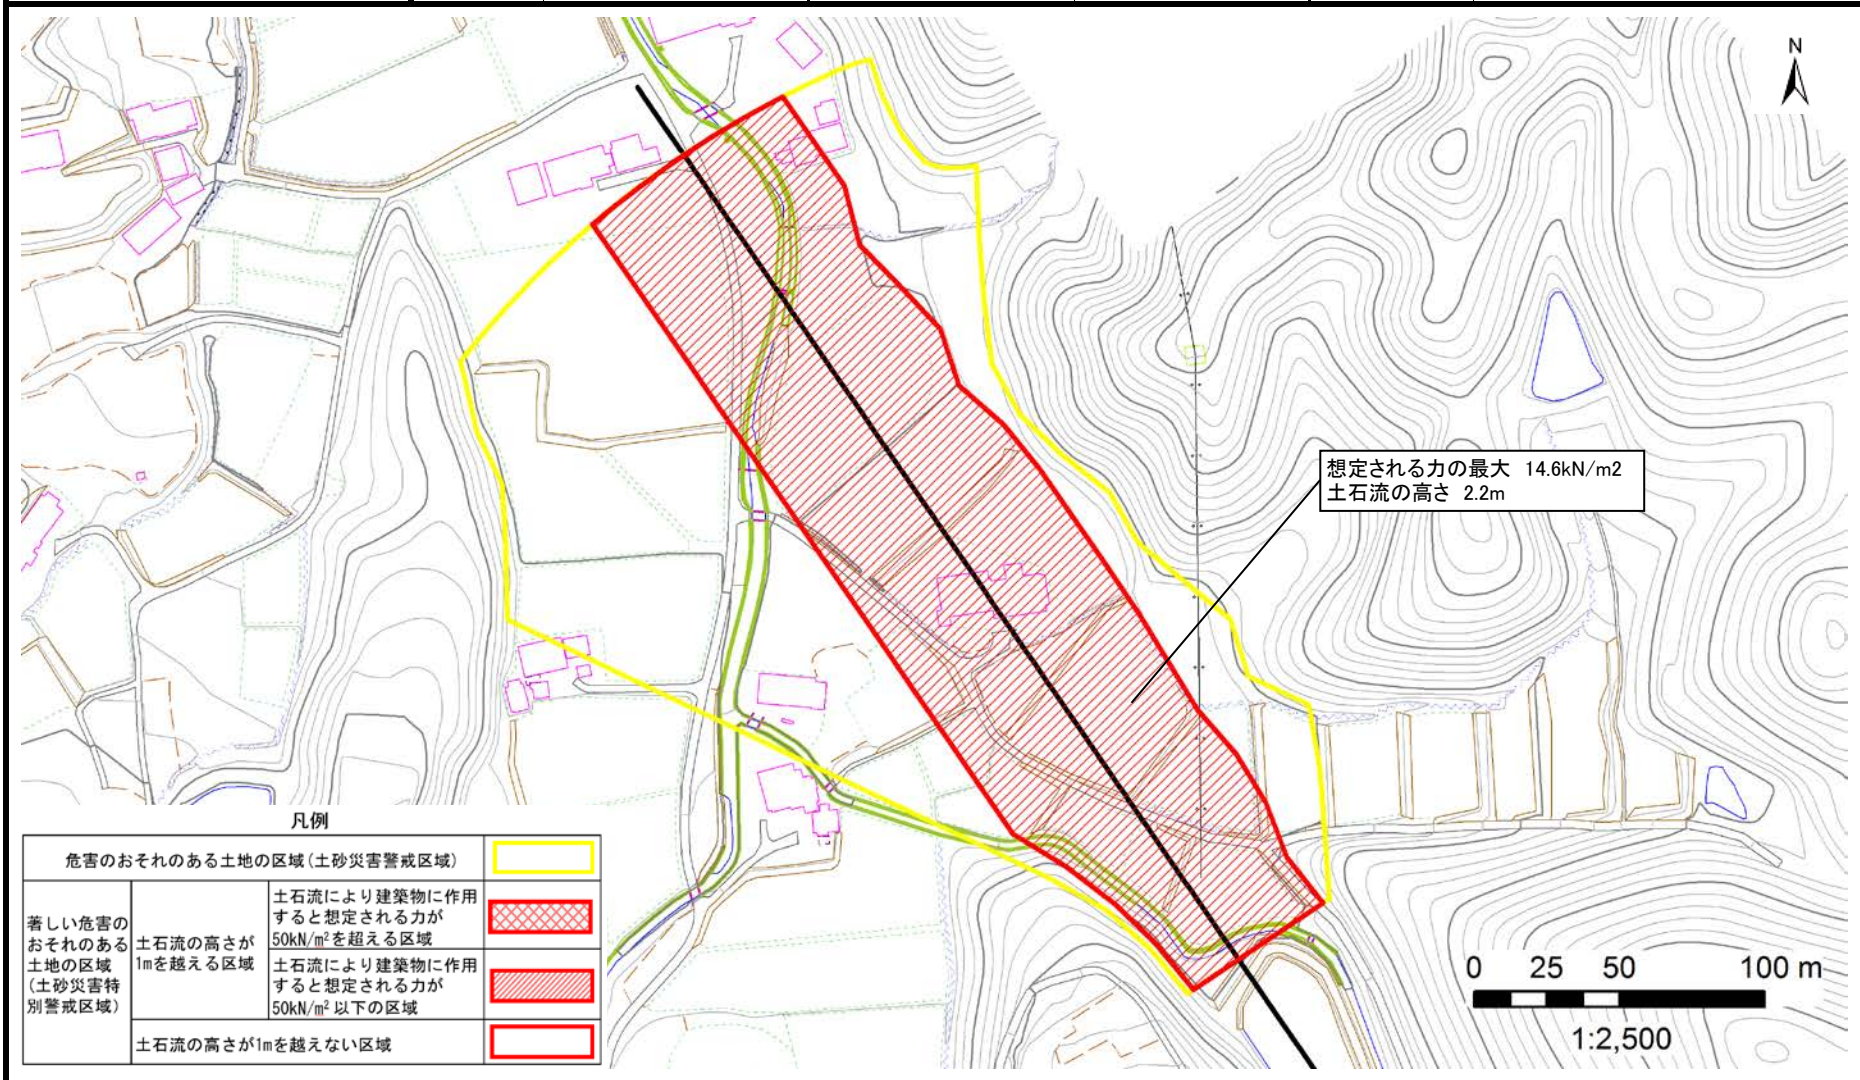 N
想定される力の最大 14.6kN/m2
土石流の高さ 2.2m
凡例
危害のおそれのある土地の区域(土砂災害警戒区域)
著しい危害の
おそれのある
土地の区域
(土砂災害特
別警戒区域)
土石流の高さが
1mを越える区域
土石流により建築物に作用
すると想定される力が
50kN/m²を超える区域
土石流により建築物に作用
すると想定される力が
50kN/m²以下の区域
土石流の高さが1mを越えない区域
0 25 50 100 m
1:2,500